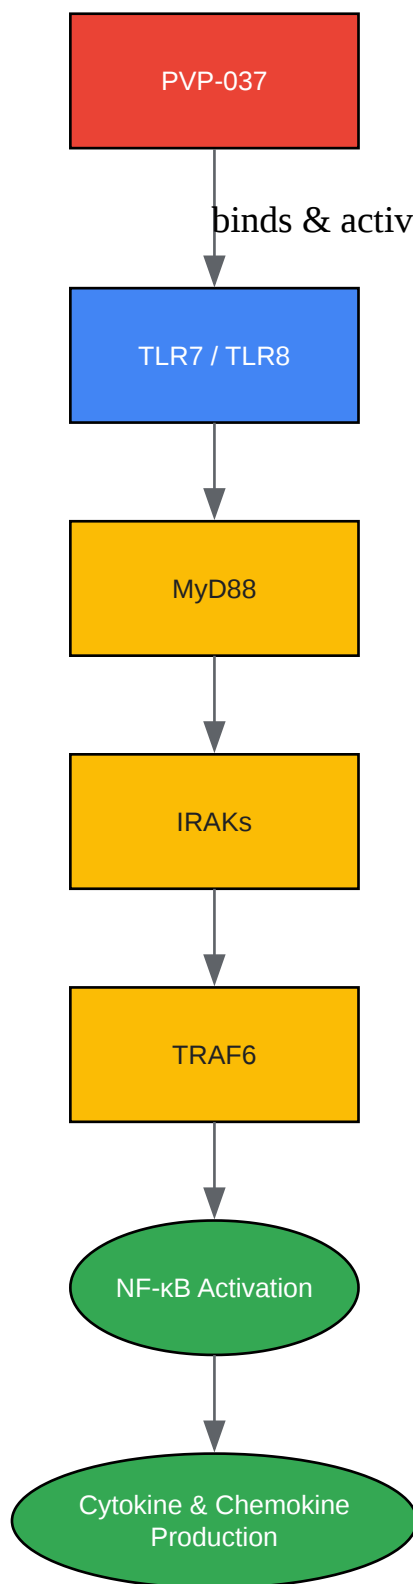 PVP-037
binds & activ
TLR7 / TLR8
MyD88
IRAKs
TRAF6
NF-κB Activation
Cytokine & Chemokine
Production